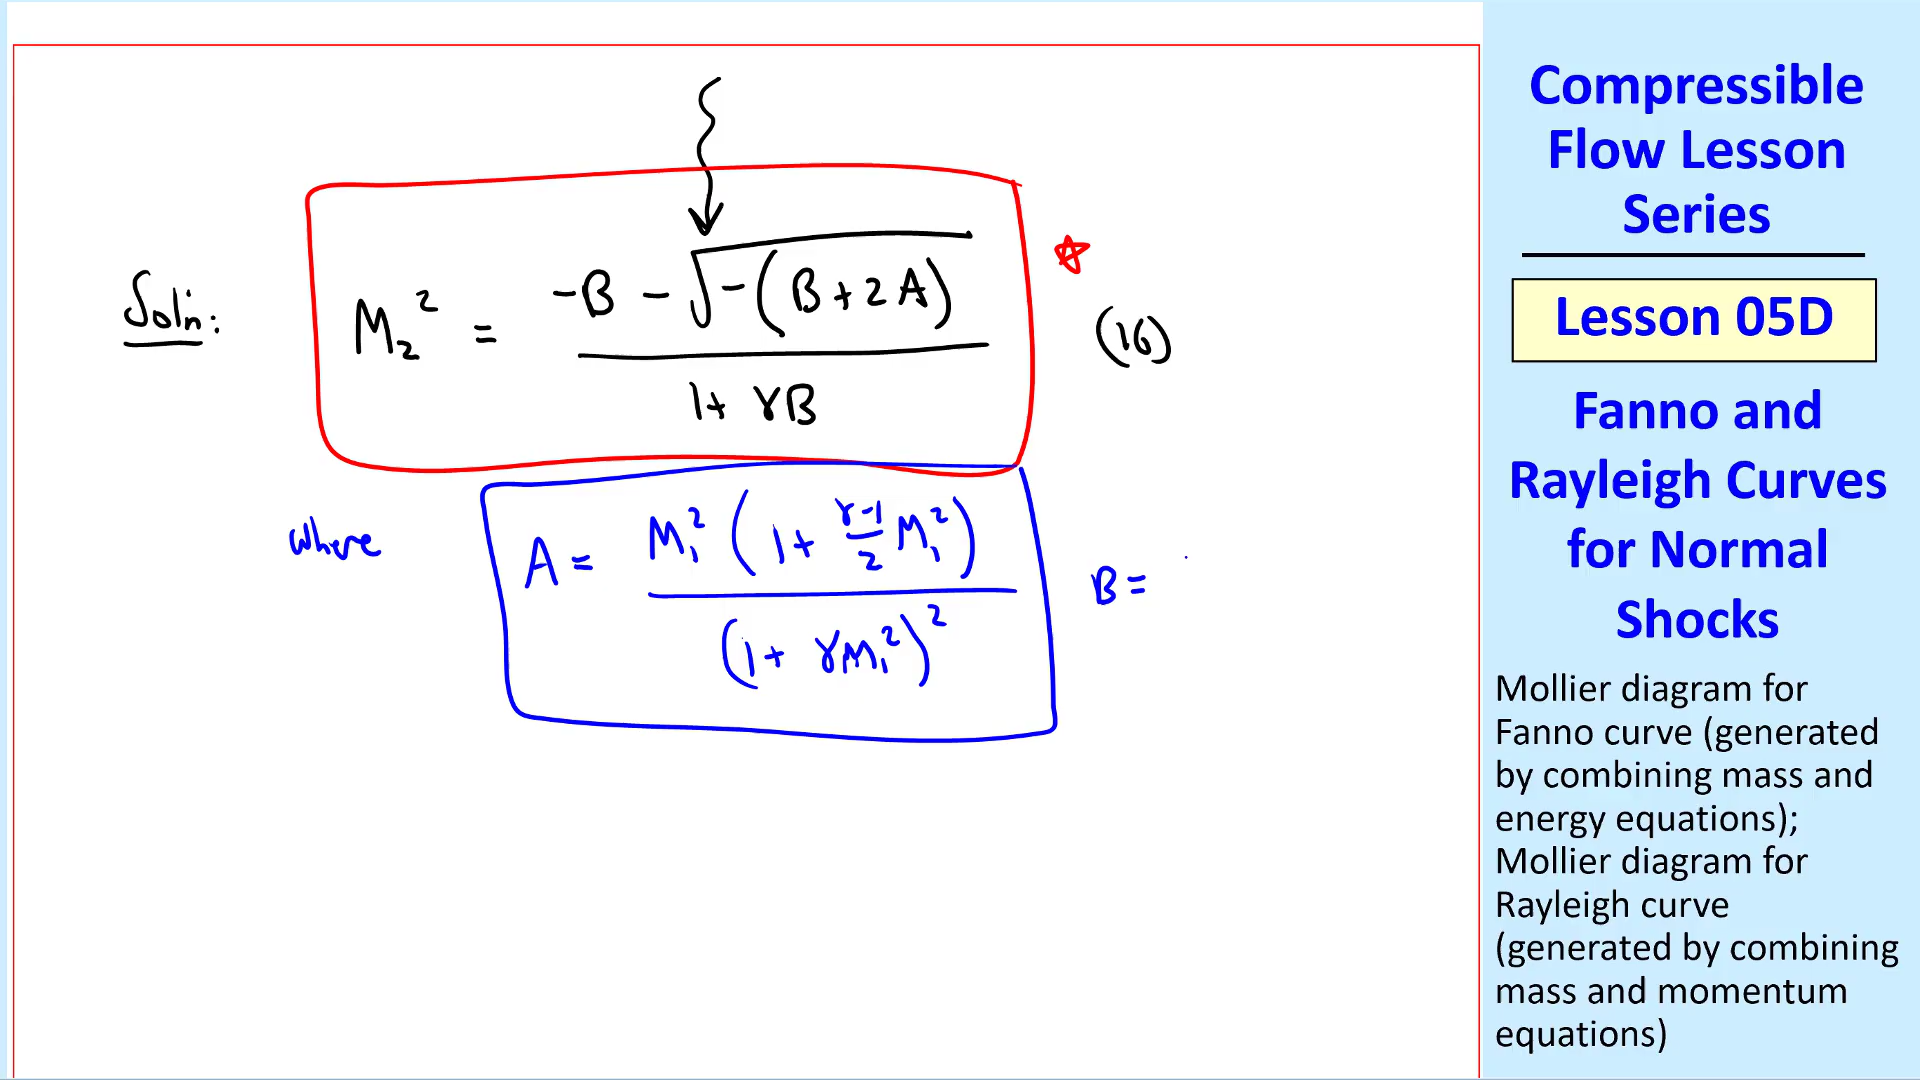 Soln: M₂² = (-B - √(-(B+2A))) / (1+γB) (16)
where A = M₁²(1+ (γ-1)/2 M₁²) / (1+γM₁²)² B =
Compressible
Flow Lesson
Series
Lesson 05D
Fanno and
Rayleigh Curves
for Normal
Shocks
Mollier diagram for
Fanno curve (generated
by combining mass and
energy equations);
Mollier diagram for
Rayleigh curve
(generated by combining
mass and momentum
equations)